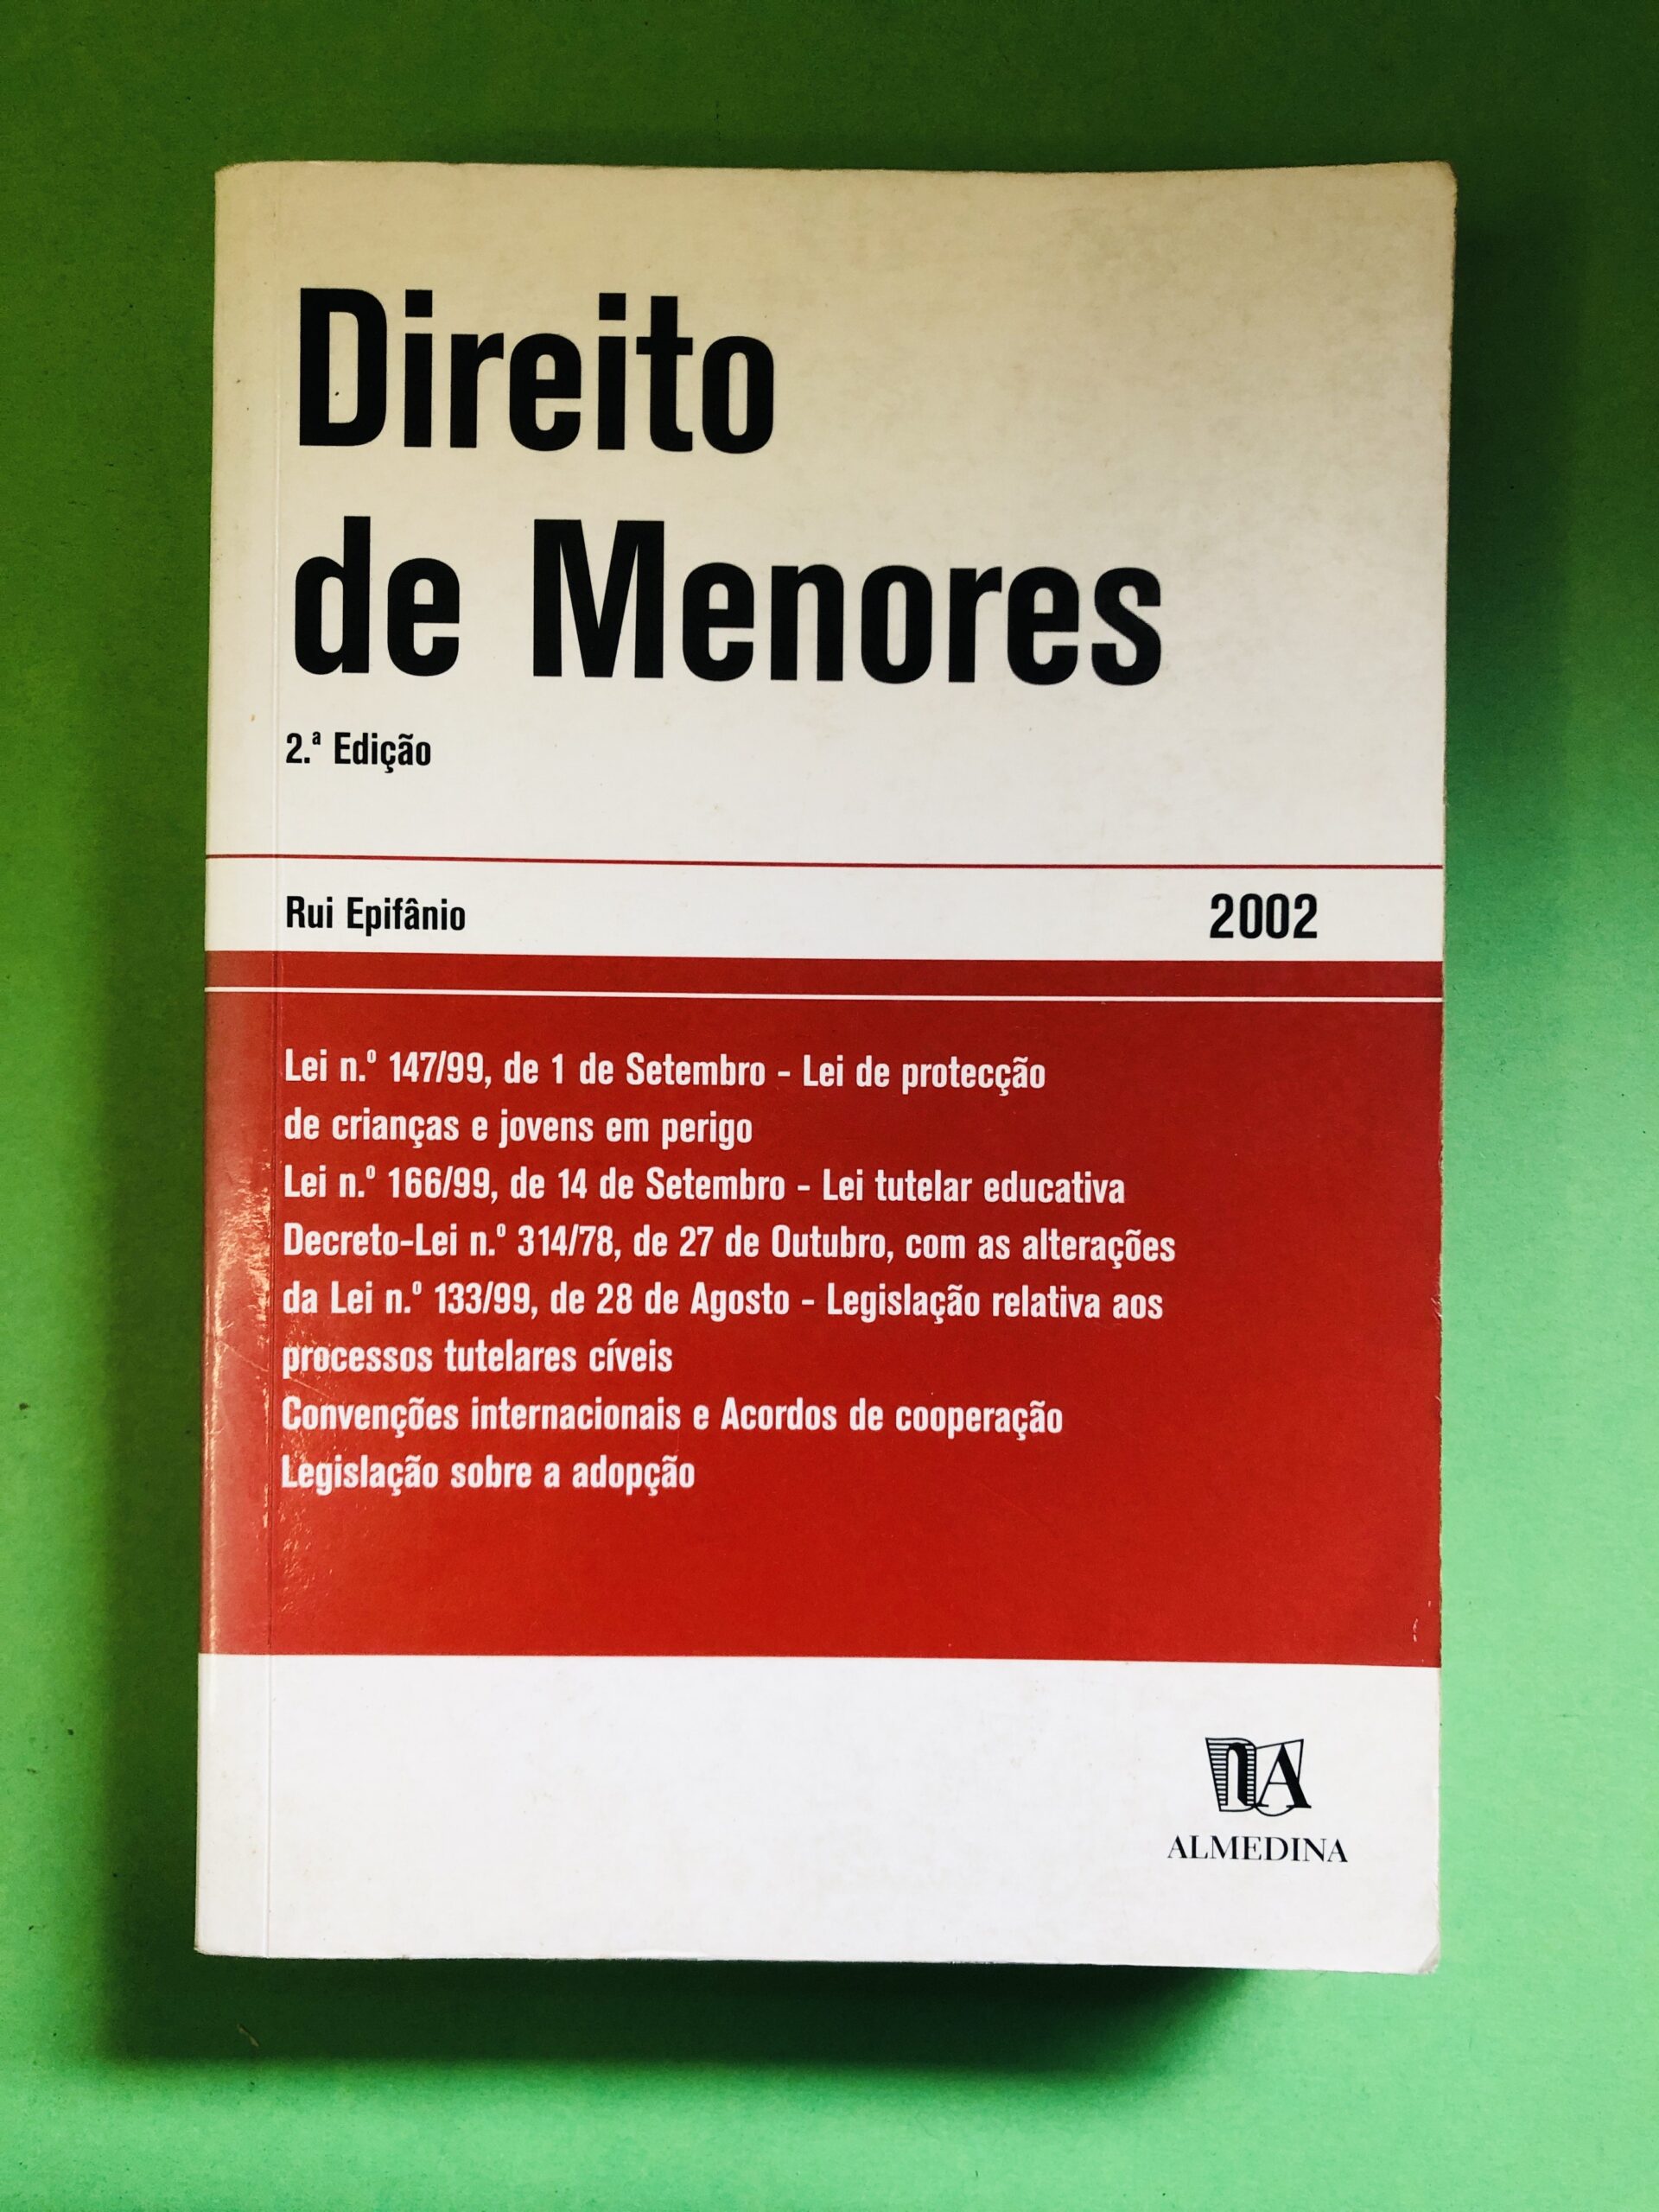 Direito
de Menores
2.ª Edição
Rui Epifânio 2002
Lei n.º 147/99, de 1 de Setembro - Lei de protecção
de crianças e jovens em perigo
Lei n.º 166/99, de 14 de Setembro - Lei tutelar educativa
Decreto-Lei n.º 314/78, de 27 de Outubro, com as alterações
da Lei n.º 133/99, de 28 de Agosto - Legislação relativa aos
processos tutelares cíveis
Convenções internacionais e Acordos de cooperação
Legislação sobre a adopção
ALMEDINA